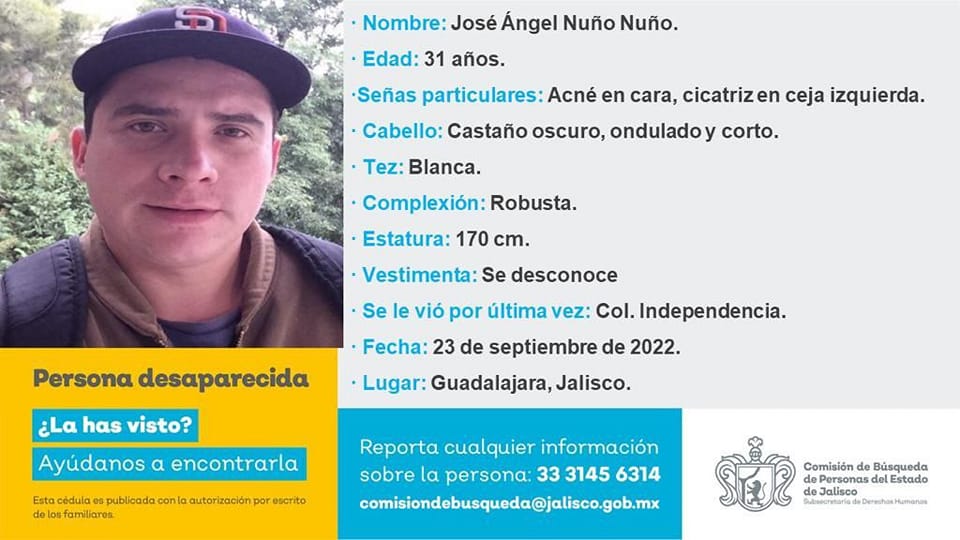 SD
· Nombre: José Ángel Nuño Nuño.
· Edad: 31 años.
·Señas particulares: Acné en cara, cicatriz en ceja izquierda.
· Cabello: Castaño oscuro, ondulado y corto.
· Tez: Blanca.
· Complexión: Robusta.
· Estatura: 170 cm.
· Vestimenta: Se desconoce
· Se le vió por última vez: Col. Independencia.
· Fecha: 23 de septiembre de 2022.
· Lugar: Guadalajara, Jalisco.
Persona desaparecida
¿La has visto?
Ayúdanos a encontrarla
Esta cédula es publicada con la autorización por escrito
de los familiares.
Reporta cualquier información
sobre la persona: 33 3145 6314
comisiondebusqueda@jalisco.gob.mx
Comisión de Búsqueda
de Personas del Estado
de Jalisco
Subsecretaría de Derechos Humanos